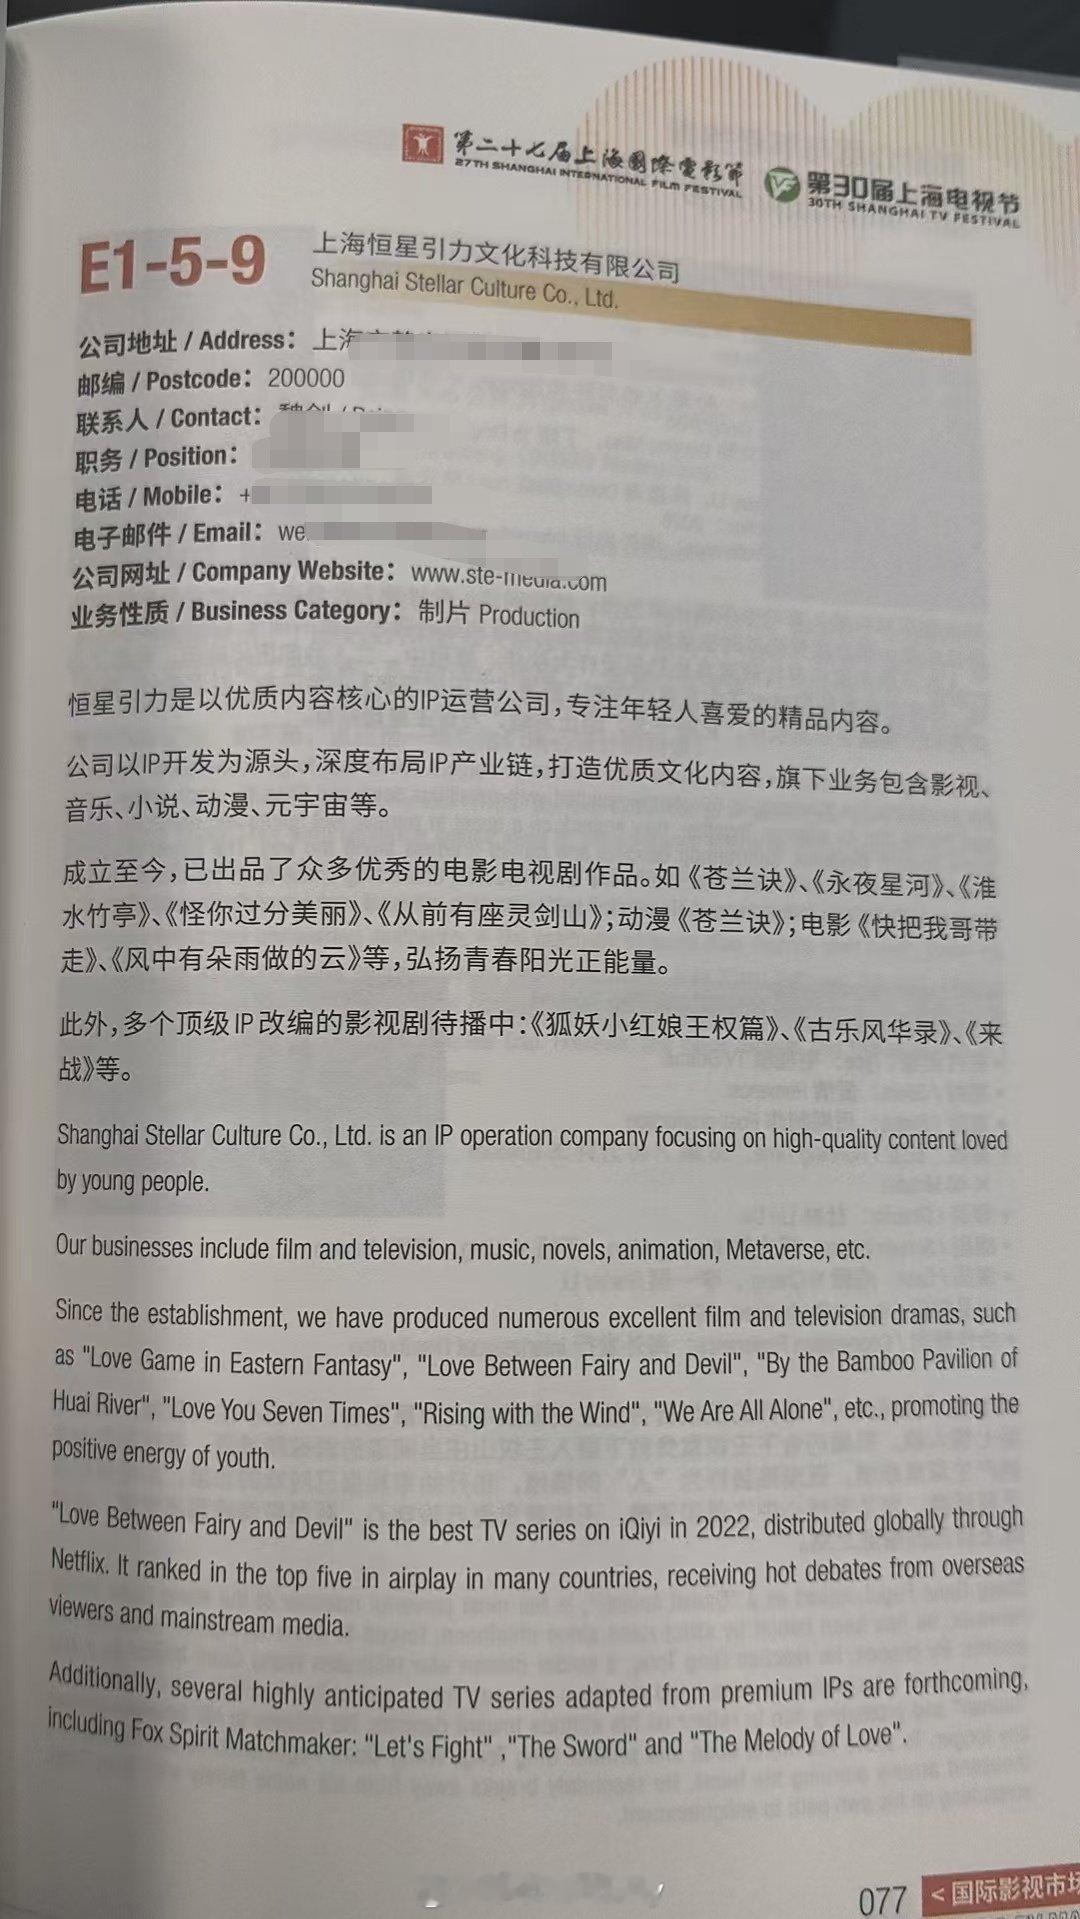 第二十七届上海國際電影節
27TH SHANGHAI INTERNATIONAL FILM FESTIVAL
第30届上海电视节
30TH SHANGHAI TV FESTIVAL
E1-5-9
上海恒星引力文化科技有限公司
Shanghai Stellar Culture Co., Ltd.
公司地址 / Address： 上海
邮编 / Postcode： 200000
联系人 / Contact：
职务 / Position：
电话 / Mobile： +
电子邮件 / Email： we
公司网址 / Company Website： www.ste-media.com
业务性质 / Business Category： 制片 Production
恒星引力是以优质内容核心的IP运营公司，专注年轻人喜爱的精品内容。
公司以IP开发为源头，深度布局IP产业链，打造优质文化内容，旗下业务包含影视、
音乐、小说、动漫、元宇宙等。
成立至今，已出品了众多优秀的电影电视剧作品。如《苍兰诀》、《永夜星河》、《淮
水竹亭》、《怪你过分美丽》、《从前有座灵剑山》；动漫《苍兰诀》；电影《快把我哥带
走》、《风中有朵雨做的云》等，弘扬青春阳光正能量。
此外，多个顶级IP改编的影视剧待播中：《狐妖小红娘王权篇》、《古乐风华录》、《来
战》等。
Shanghai Stellar Culture Co., Ltd. is an IP operation company focusing on high-quality content loved
by young people.
Our businesses include film and television, music, novels, animation, Metaverse, etc.
Since the establishment, we have produced numerous excellent film and television dramas, such
as "Love Game in Eastern Fantasy", "Love Between Fairy and Devil", "By the Bamboo Pavilion of
Huai River", "Love You Seven Times", "Rising with the Wind", "We Are All Alone", etc., promoting the
positive energy of youth.
"Love Between Fairy and Devil" is the best TV series on iQiyi in 2022, distributed globally through
Netflix. It ranked in the top five in airplay in many countries, receiving hot debates from overseas
viewers and mainstream media.
Additionally, several highly anticipated TV series adapted from premium IPs are forthcoming,
including Fox Spirit Matchmaker: "Let's Fight" ,"The Sword" and "The Melody of Love".
077
< 国际影视市场